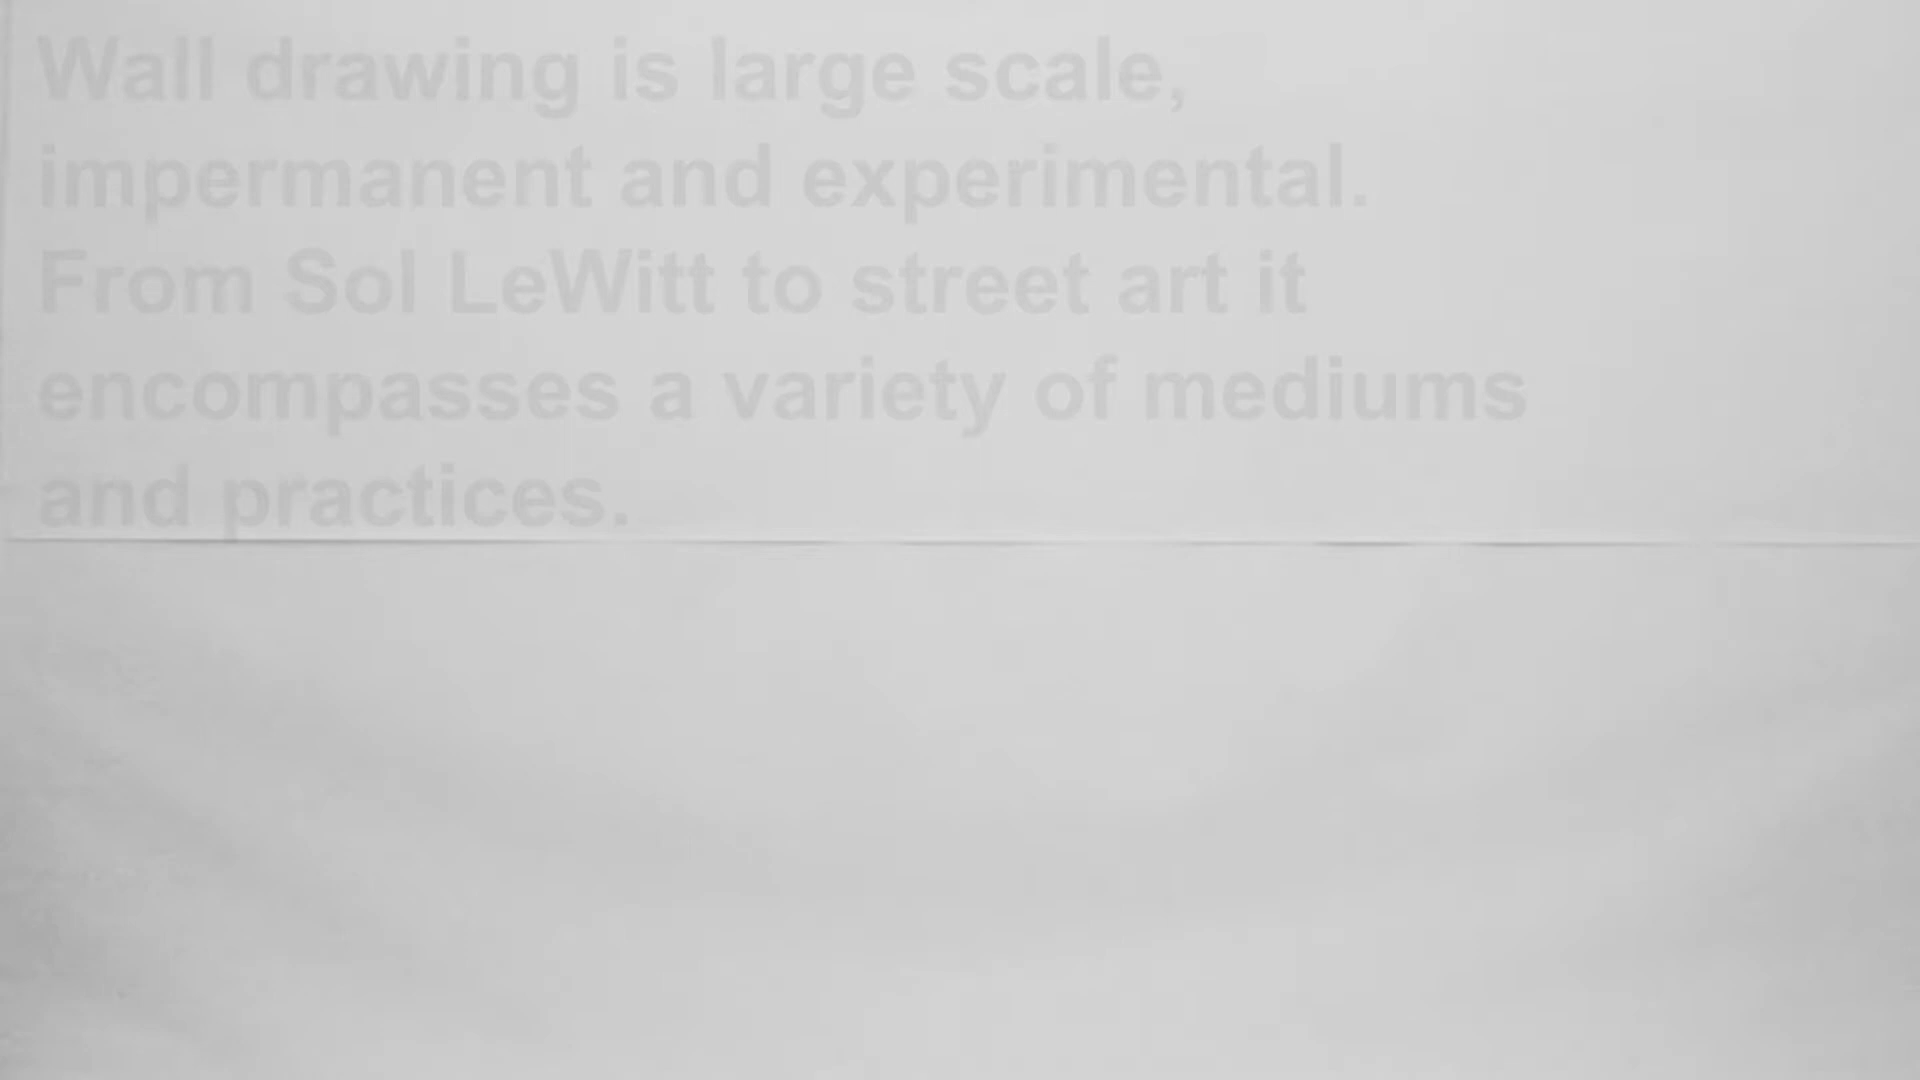 Wall drawing is large scale,
impermanent and experimental.
From Sol LeWitt to street art it
encompasses a variety of mediums
and practices.